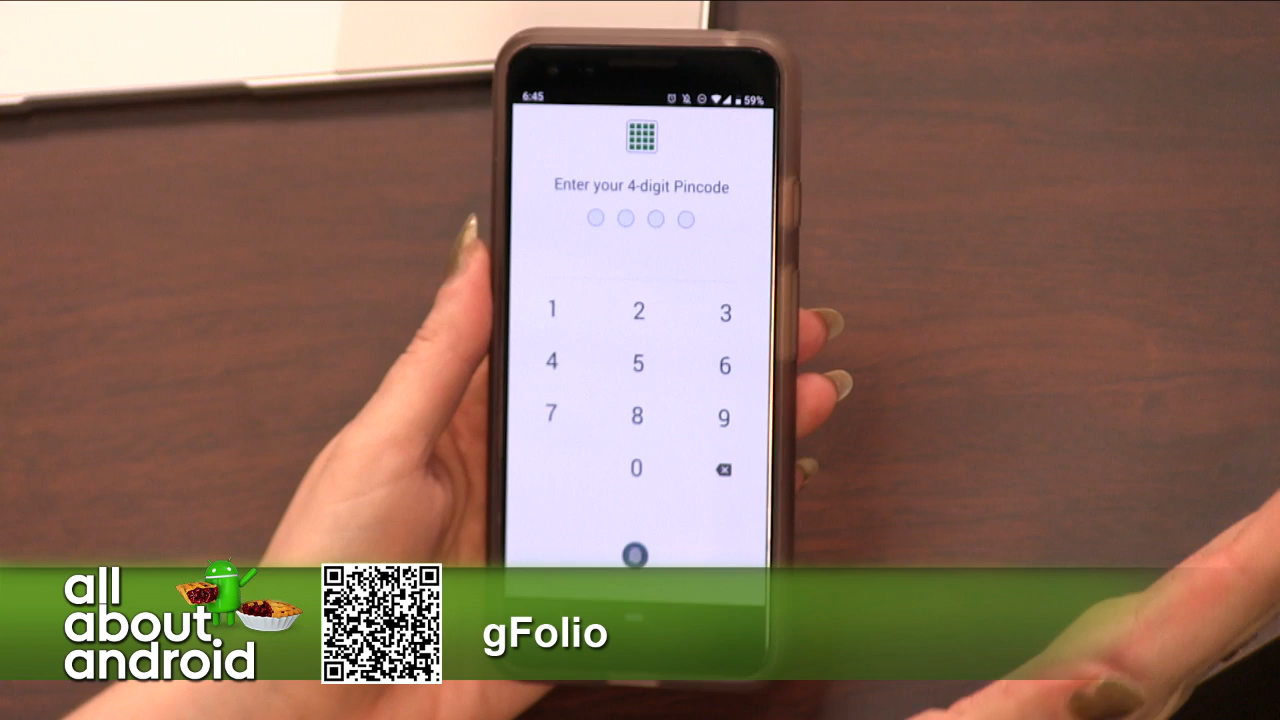 6:45
59%
Enter your 4-digit Pincode
1 2 3
4 5 6
7 8 9
0
all
about
android
gFolio